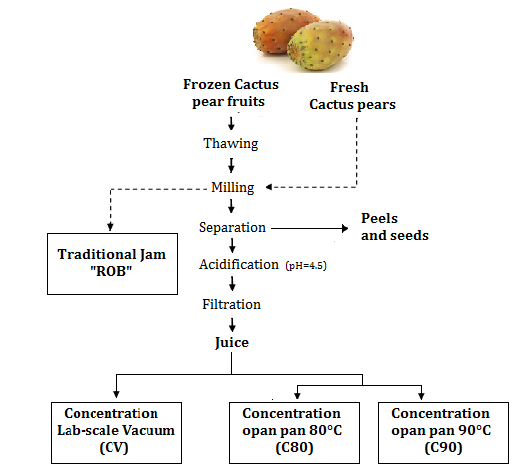 Frozen Cactus
pear fruits
Fresh
Cactus pears
Thawing
Milling
Separation
Peels
and seeds
Traditional Jam
"ROB"
Acidification (pH=4.5)
Filtration
Juice
Concentration
Lab-scale Vacuum
(CV)
Concentration
opan pan 80°C
(C80)
Concentration
opan pan 90°C
(C90)